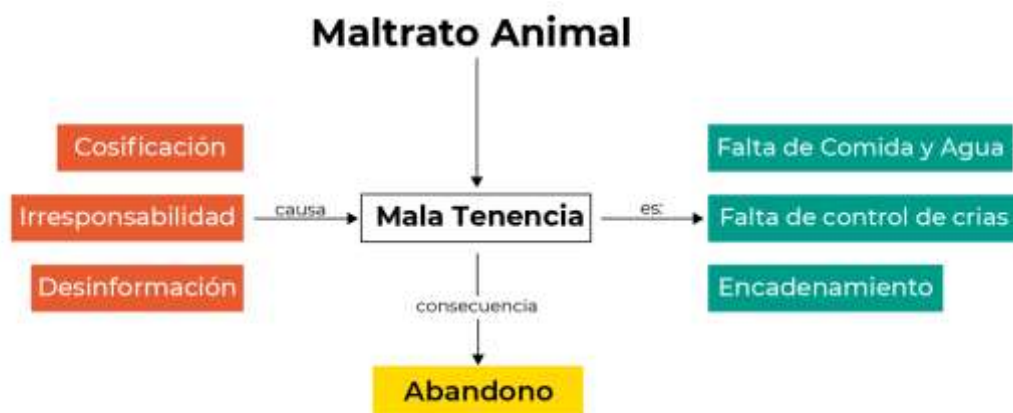 Maltrato Animal
Cosificación
Falta de Comida y Agua
Irresponsabilidad
causa
Mala Tenencia
es:
Falta de control de crias
Desinformación
Encadenamiento
consecuencia
Abandono